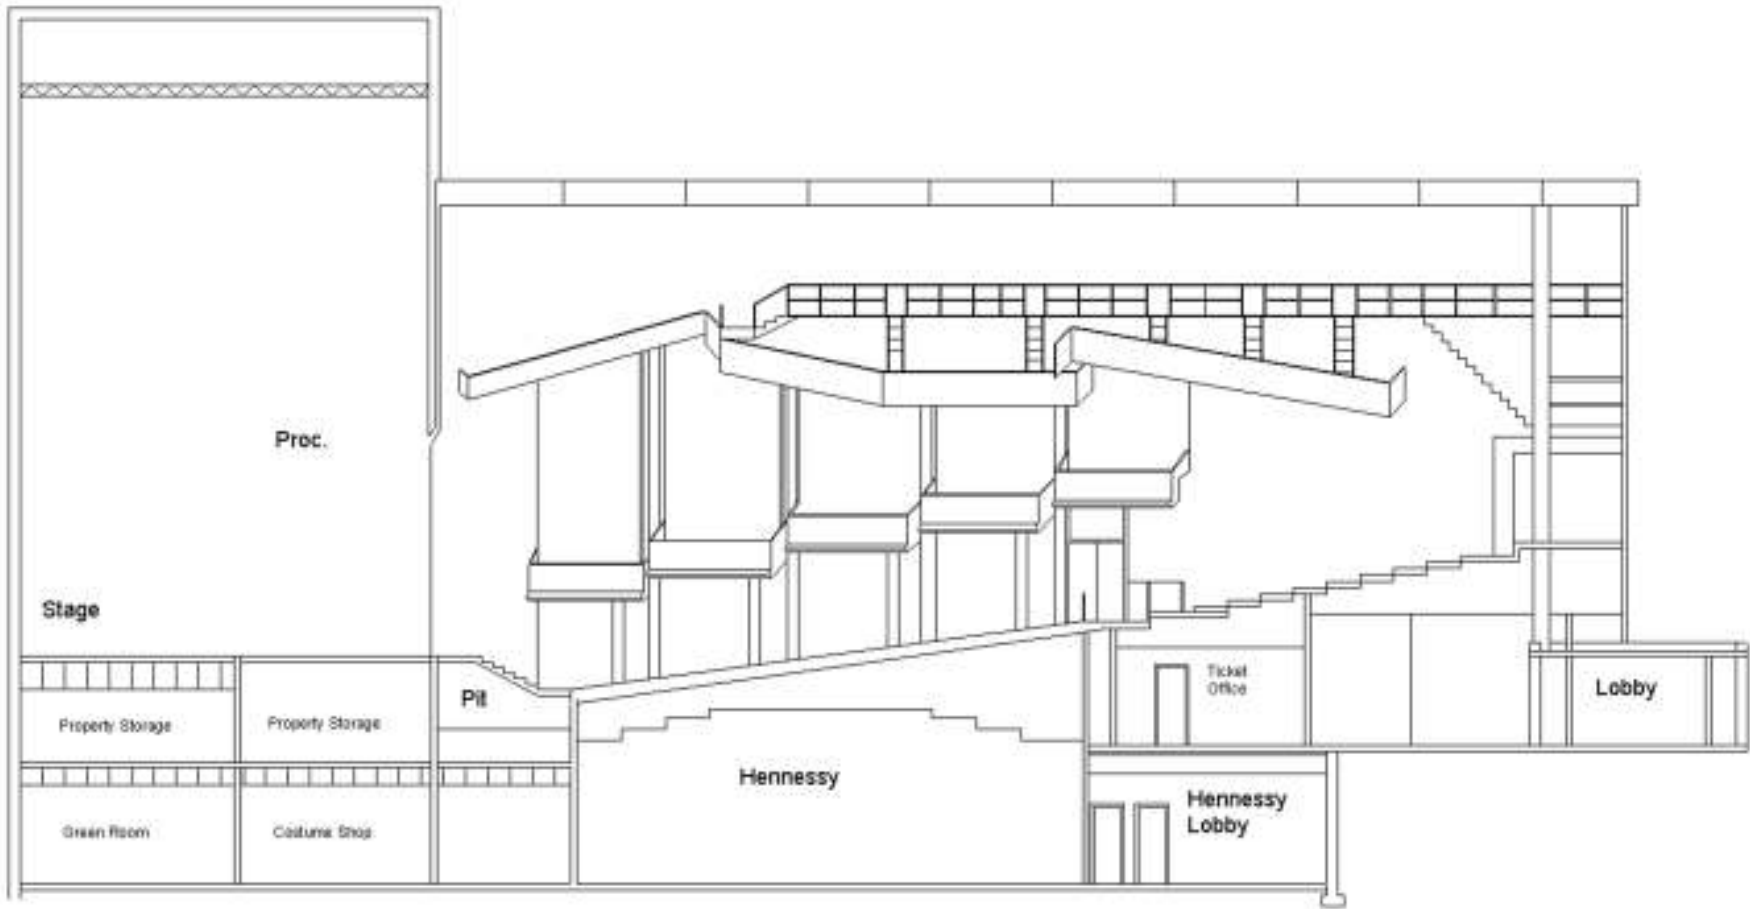 Proc.
Stage
Pit
Ticket
Office
Lobby
Property Storage
Property Storage
Hennessy
Hennessy
Lobby
Green Room
Costume Shop